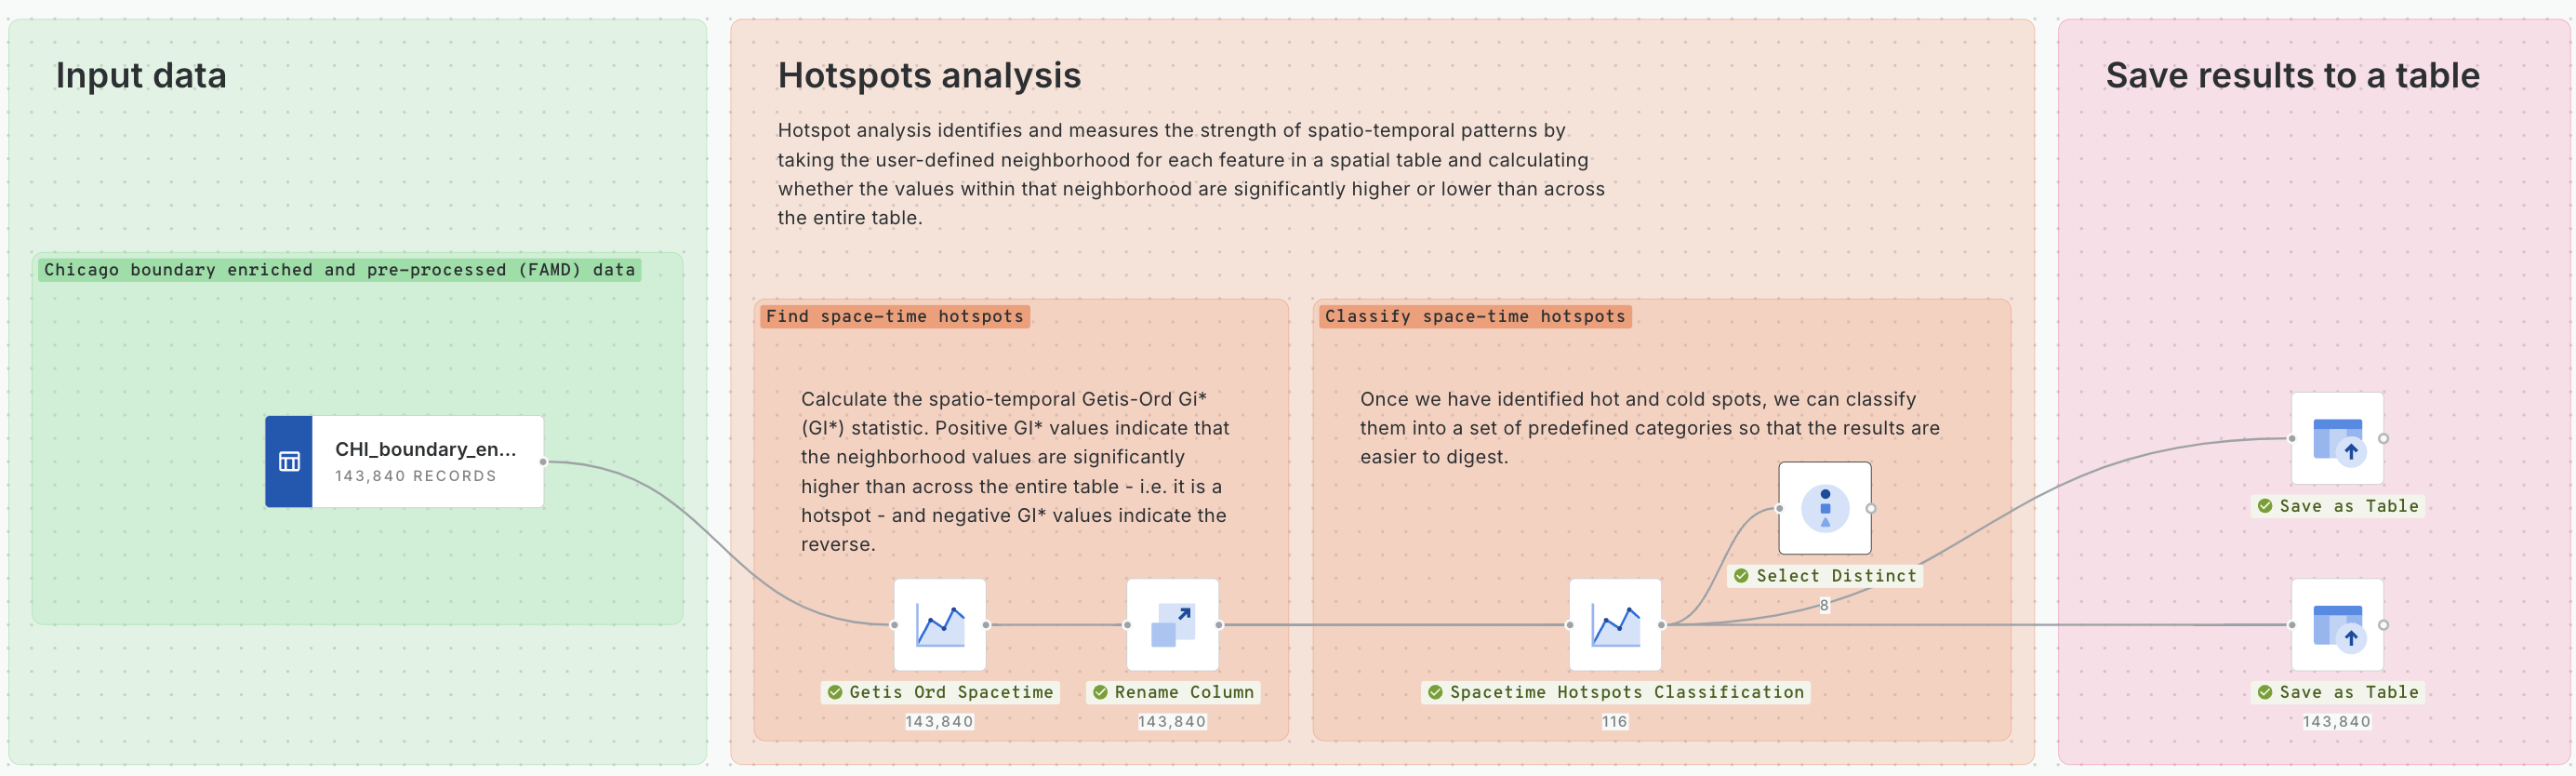 Input data
Chicago boundary enriched and pre-processed (FAMD) data
CHI_boundary_en...
143,840 RECORDS
Hotspots analysis
Hotspot analysis identifies and measures the strength of spatio-temporal patterns by
taking the user-defined neighborhood for each feature in a spatial table and calculating
whether the values within that neighborhood are significantly higher or lower than across
the entire table.
Find space-time hotspots
Calculate the spatio-temporal Getis-Ord Gi*
(GI*) statistic. Positive GI* values indicate that
the neighborhood values are significantly
higher than across the entire table - i.e. it is a
hotspot - and negative GI* values indicate the
reverse.
Getis Ord Spacetime
143,840
Rename Column
143,840
Classify space-time hotspots
Once we have identified hot and cold spots, we can classify
them into a set of predefined categories so that the results are
easier to digest.
Select Distinct
8
Spacetime Hotspots Classification
116
Save results to a table
Save as Table
Save as Table
143,840